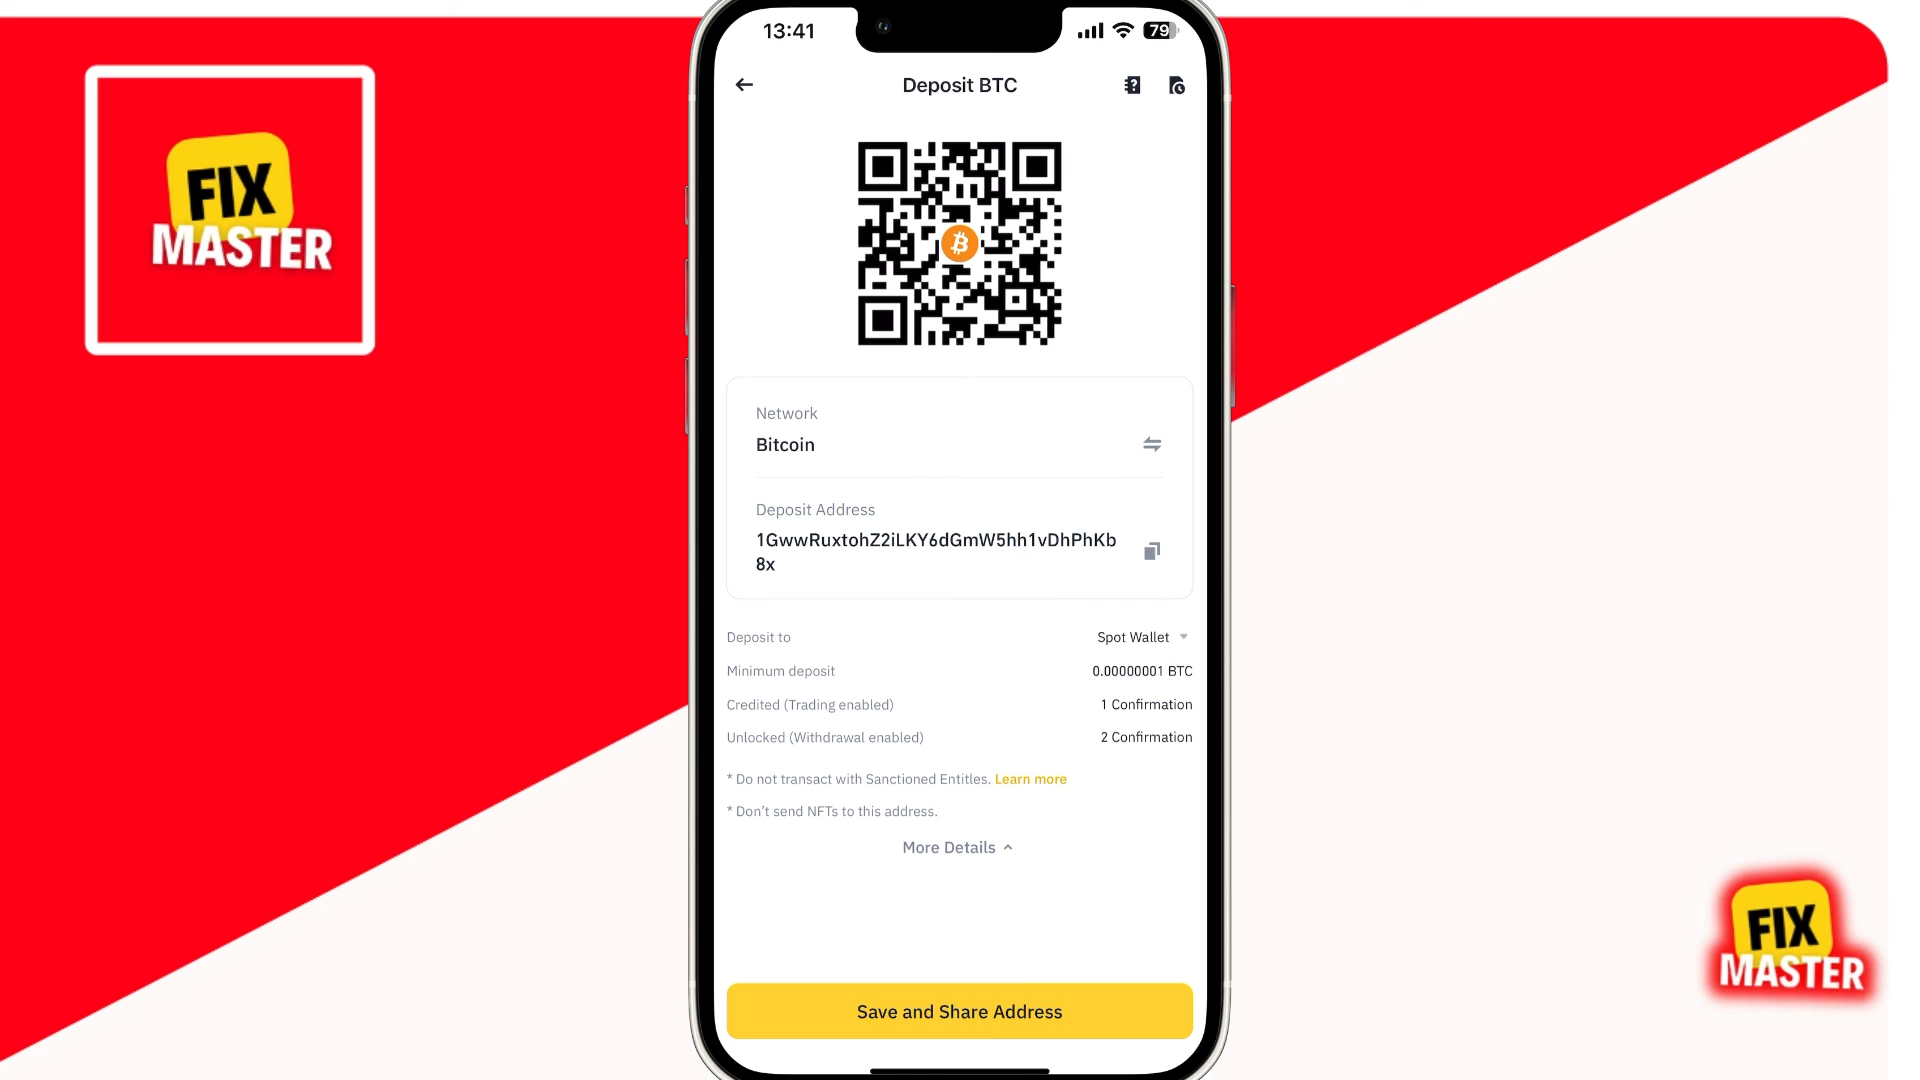 13:41
79
Deposit BTC
FIX
MASTER
Network
Bitcoin
Deposit Address
1GwwRuxtohZ2iLKY6dGmW5hh1vDhPhKb
8x
Deposit to
Spot Wallet
Minimum deposit
0.00000001 BTC
Credited (Trading enabled)
1 Confirmation
Unlocked (Withdrawal enabled)
2 Confirmation
* Do not transact with Sanctioned Entitles. Learn more
* Don't send NFTs to this address.
More Details
FIX
MASTER
Save and Share Address